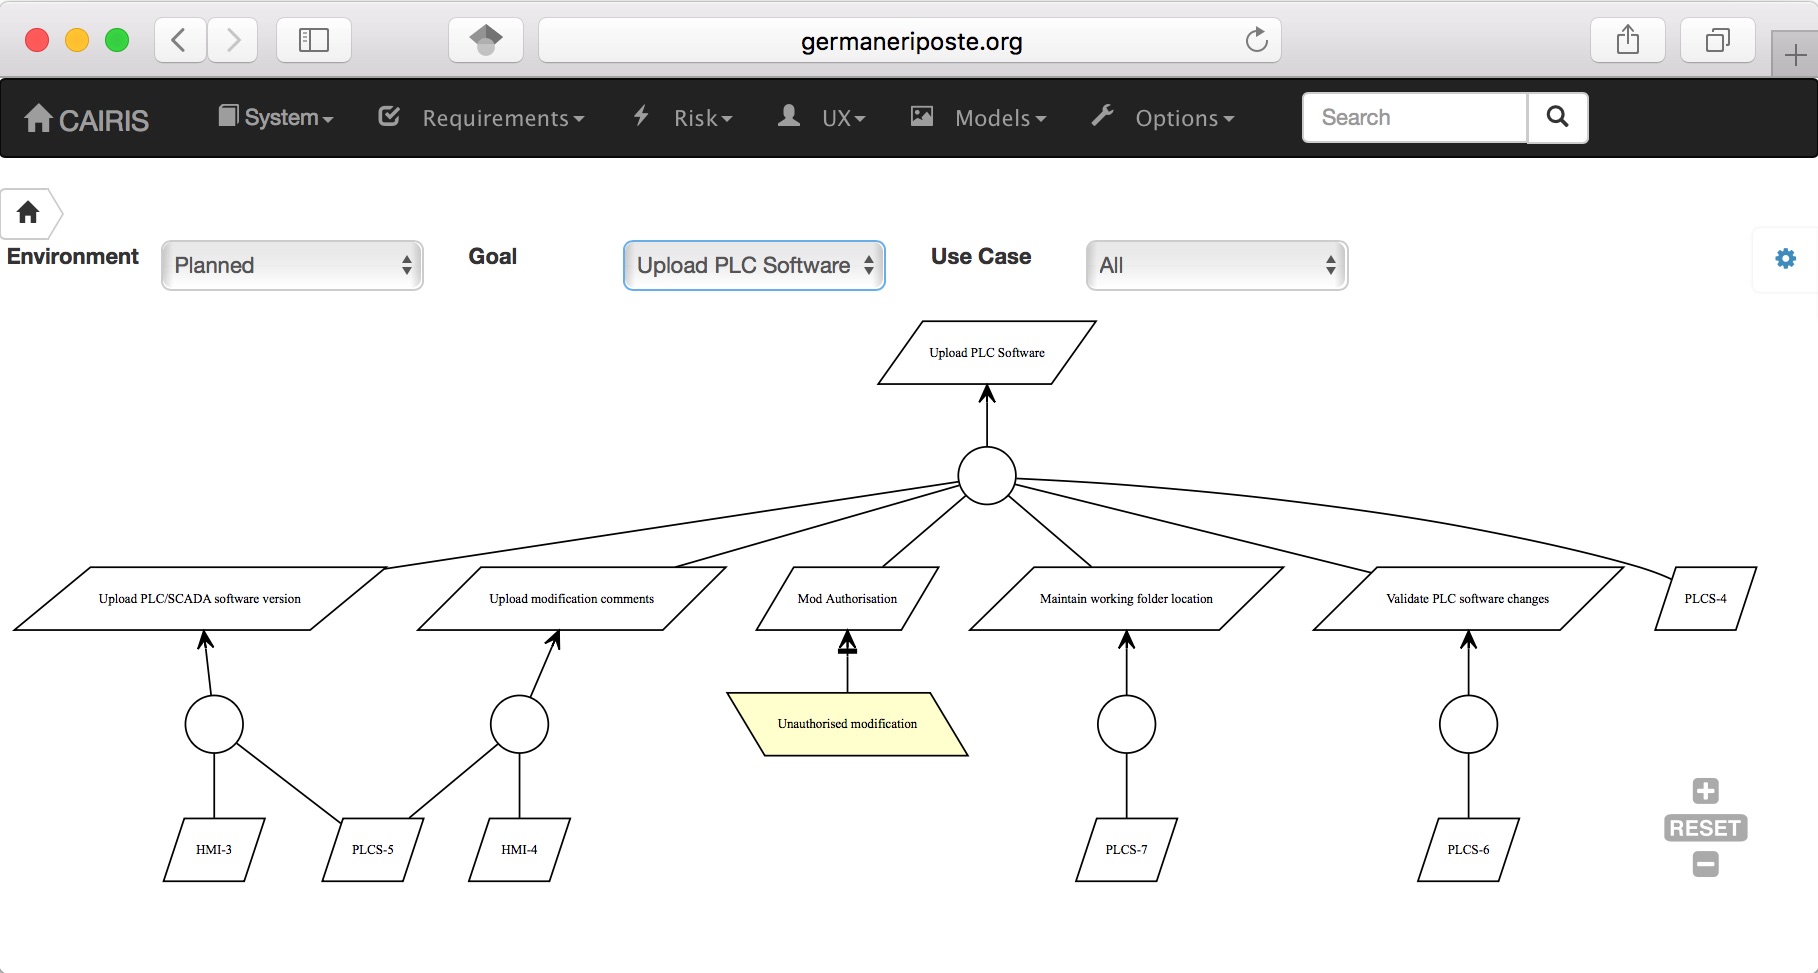 germaneriposte.org
CAIRIS System Requirements Risk UX Models Options Search
Environment Planned Goal Upload PLC Software Use Case All
Upload PLC Software
Upload PLC/SCADA software version
Upload modification comments
Mod Authorisation
Maintain working folder location
Validate PLC software changes
PLCS-4
Unauthorised modification
HMI-3
PLCS-5
HMI-4
PLCS-7
PLCS-6
RESET